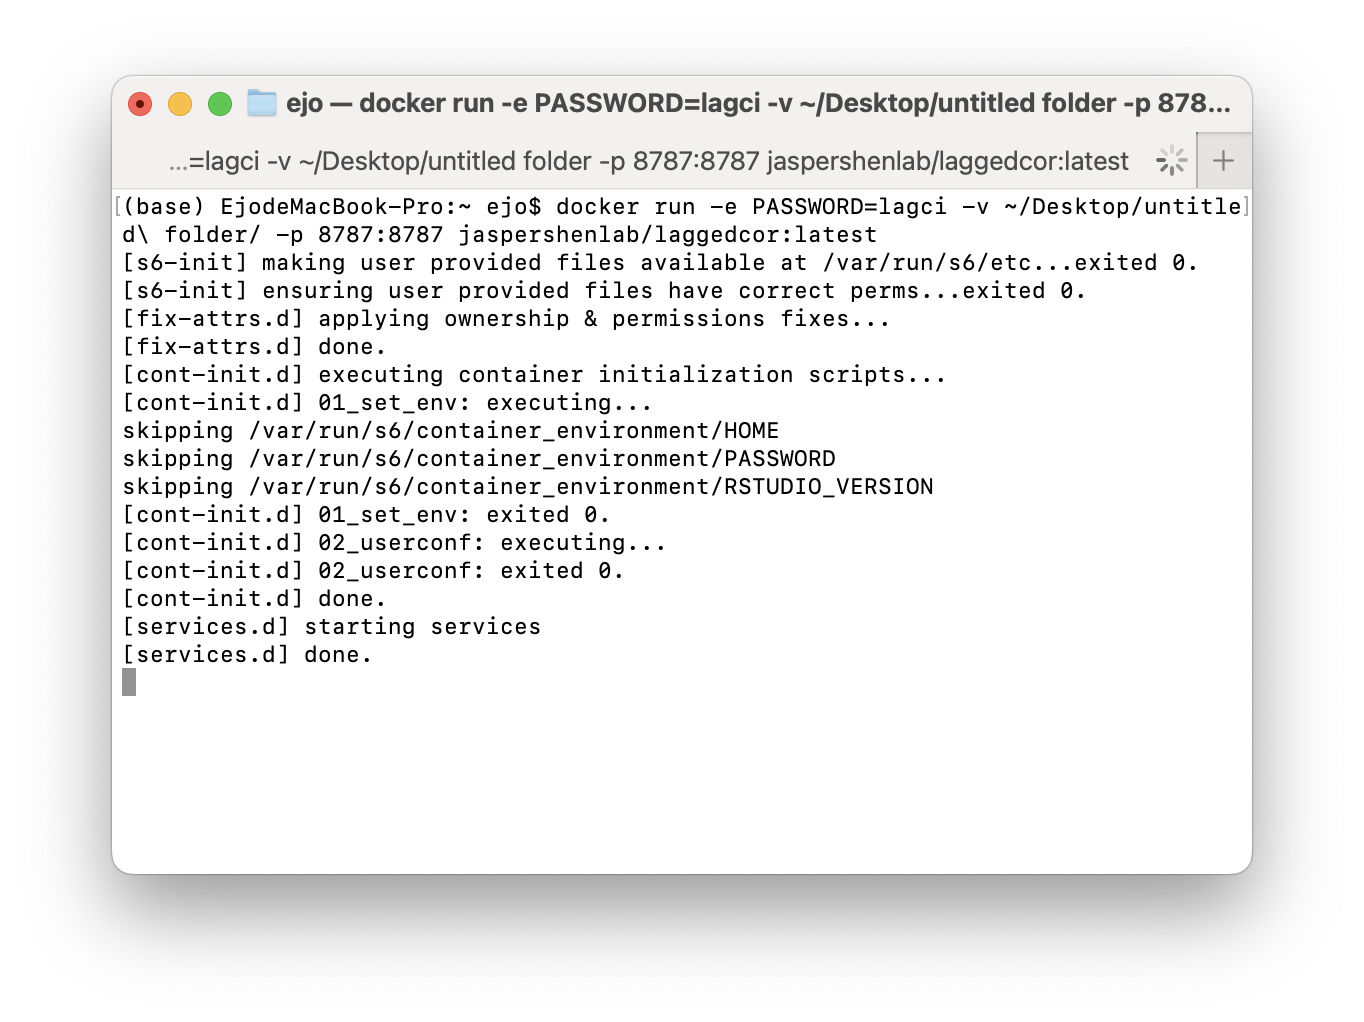 ejo — docker run -e PASSWORD=lagci -v ~/Desktop/untitled folder -p 878...
...=lagci -v ~/Desktop/untitled folder -p 8787:8787 jaspershenlab/laggedcor:latest
[(base) EjodeMacBook-Pro:~ ejo$ docker run -e PASSWORD=lagci -v ~/Desktop/untitle]
d\ folder/ -p 8787:8787 jaspershenlab/laggedcor:latest
[s6-init] making user provided files available at /var/run/s6/etc...exited 0.
[s6-init] ensuring user provided files have correct perms...exited 0.
[fix-attrs.d] applying ownership & permissions fixes...
[fix-attrs.d] done.
[cont-init.d] executing container initialization scripts...
[cont-init.d] 01_set_env: executing...
skipping /var/run/s6/container_environment/HOME
skipping /var/run/s6/container_environment/PASSWORD
skipping /var/run/s6/container_environment/RSTUDIO_VERSION
[cont-init.d] 01_set_env: exited 0.
[cont-init.d] 02_userconf: executing...
[cont-init.d] 02_userconf: exited 0.
[cont-init.d] done.
[services.d] starting services
[services.d] done.